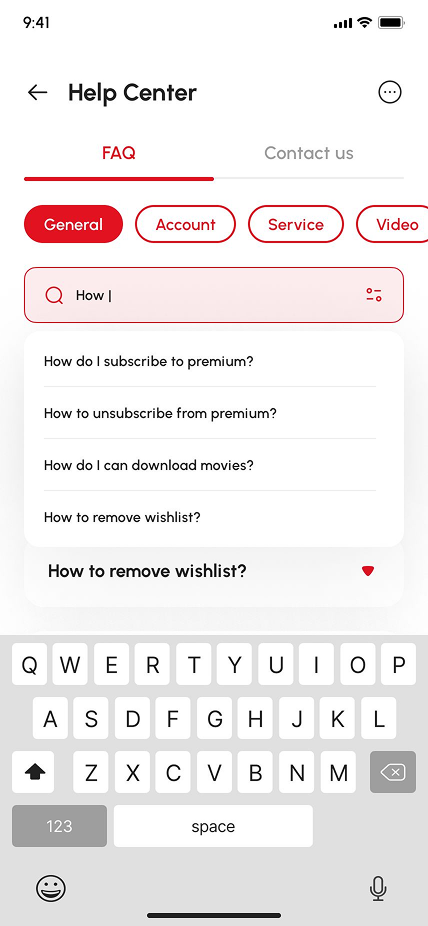 9:41
Help Center
FAQ Contact us
General Account Service Video
How |
How do I subscribe to premium?
How to unsubscribe from premium?
How do I can download movies?
How to remove wishlist?
How to remove wishlist?
Q W E R T Y U I O P
A S D F G H J K L
Z X C V B N M
123 space